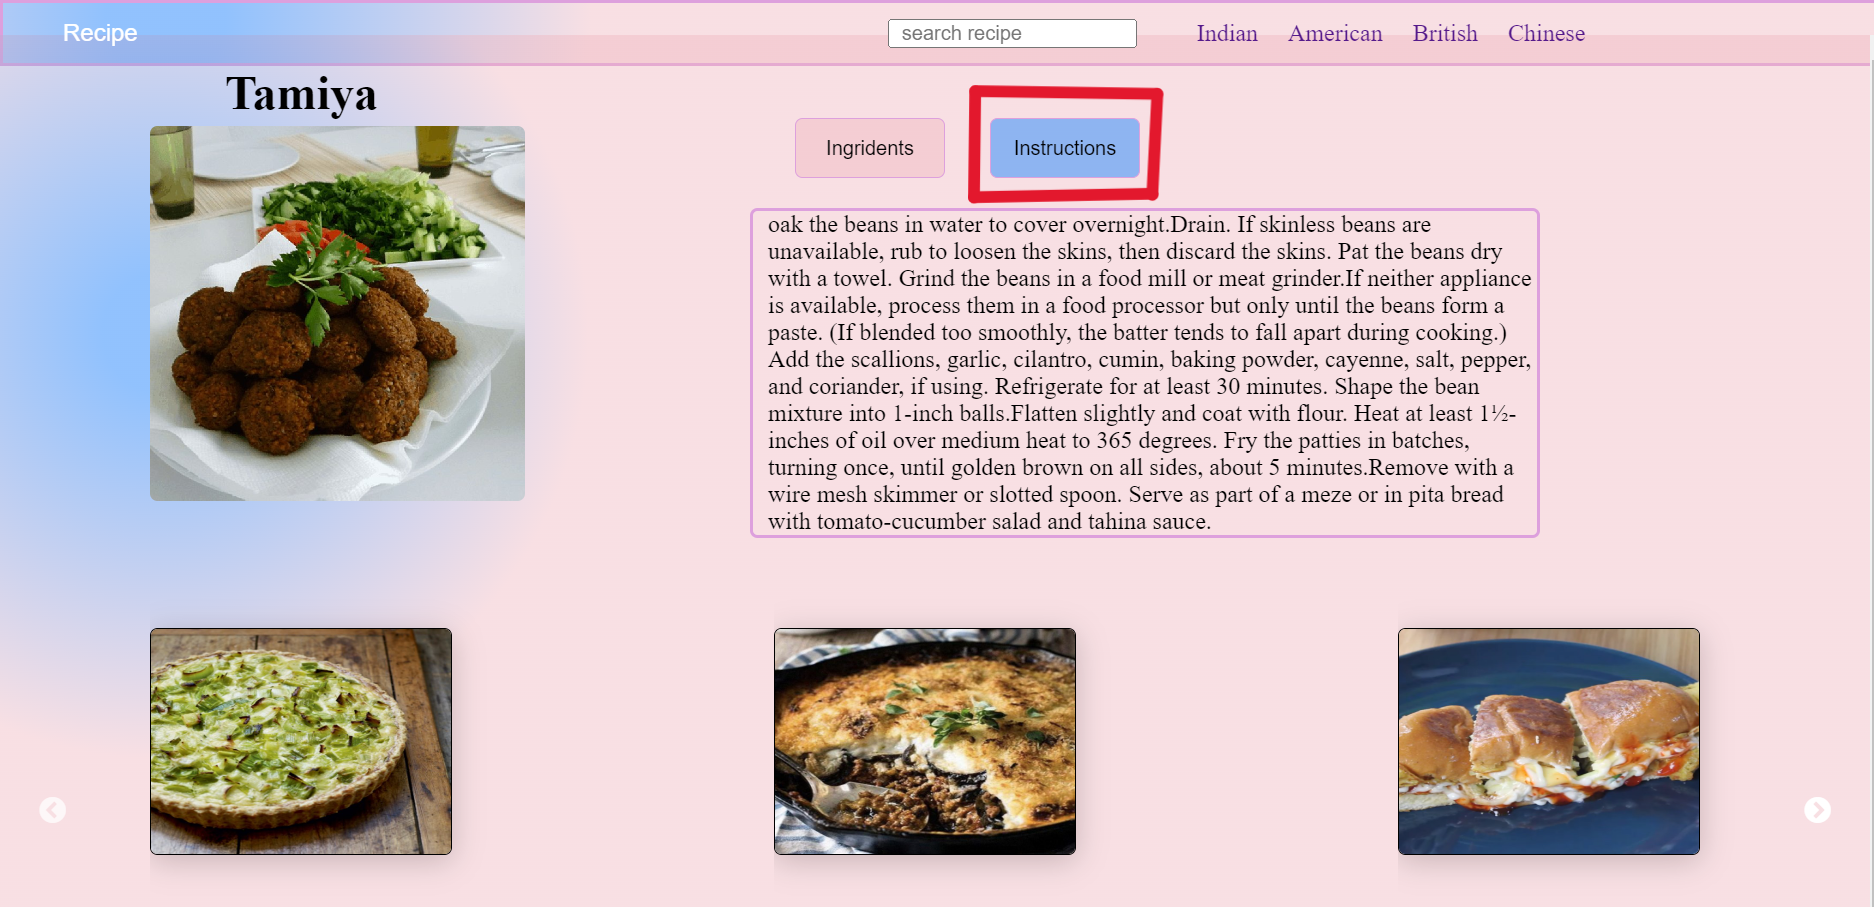 Recipe
search recipe
Indian
American
British
Chinese
Tamiya
Ingridents
Instructions
oak the beans in water to cover overnight.Drain. If skinless beans are
unavailable, rub to loosen the skins, then discard the skins. Pat the beans dry
with a towel. Grind the beans in a food mill or meat grinder.If neither appliance
is available, process them in a food processor but only until the beans form a
paste. (If blended too smoothly, the batter tends to fall apart during cooking.)
Add the scallions, garlic, cilantro, cumin, baking powder, cayenne, salt, pepper,
and coriander, if using. Refrigerate for at least 30 minutes. Shape the bean
mixture into 1-inch balls.Flatten slightly and coat with flour. Heat at least 1½-
inches of oil over medium heat to 365 degrees. Fry the patties in batches,
turning once, until golden brown on all sides, about 5 minutes.Remove with a
wire mesh skimmer or slotted spoon. Serve as part of a meze or in pita bread
with tomato-cucumber salad and tahina sauce.